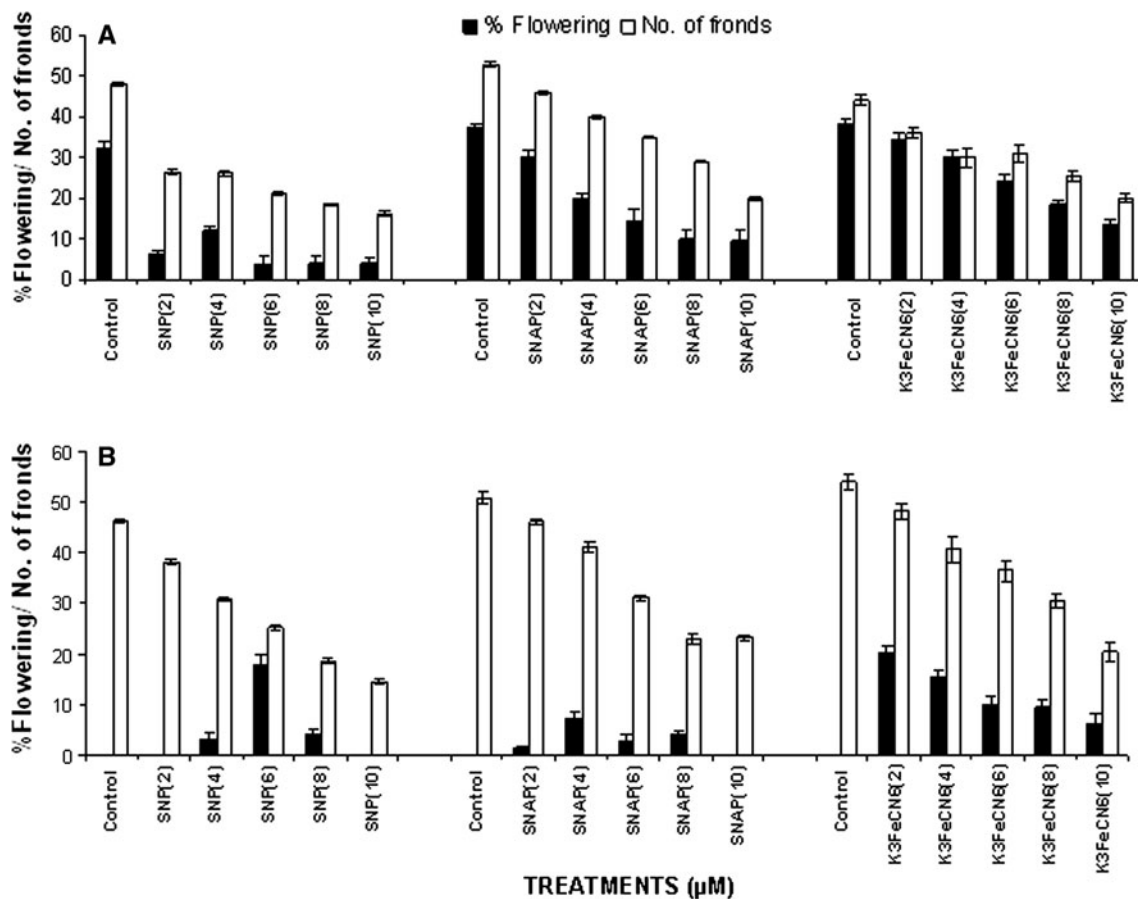 A
■ % Flowering □ No. of fronds
% Flowering/ No. of fronds
60
50
40
30
20
10
0
Control
SNP(2)
SNP(4)
SNP(6)
SNP(8)
SNP(10)
Control
SNAP(2)
SNAP(4)
SNAP(6)
SNAP(8)
SNAP(10)
Control
K3FeCN6(2)
K3FeCN6(4)
K3FeCN6(6)
K3FeCN6(8)
K3FeCN6(10)
B
% Flowering/ No. of fronds
60
50
40
30
20
10
0
Control
SNP(2)
SNP(4)
SNP(6)
SNP(8)
SNP(10)
Control
SNAP(2)
SNAP(4)
SNAP(6)
SNAP(8)
SNAP(10)
Control
K3FeCN6(2)
K3FeCN6(4)
K3FeCN6(6)
K3FeCN6(8)
K3FeCN6(10)
TREATMENTS (µM)